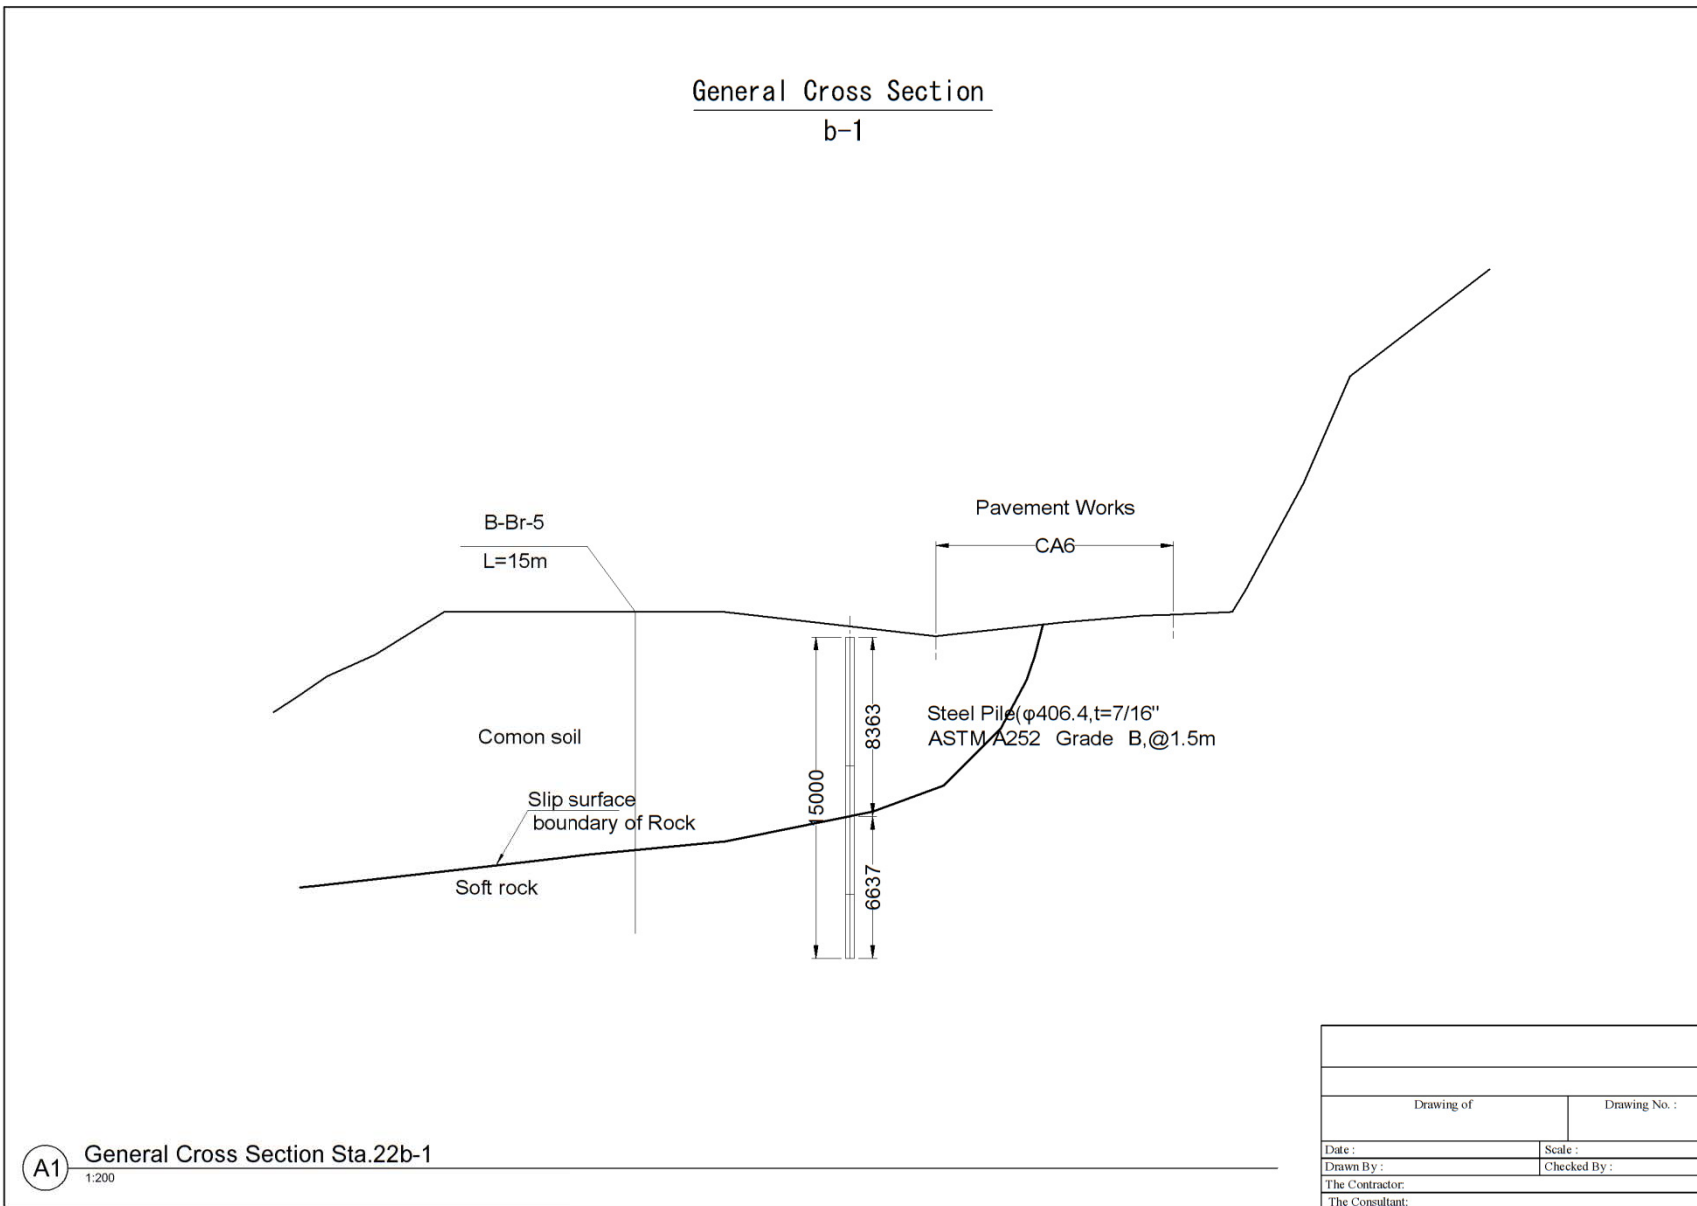 General Cross Section
b-1
B-Br-5
L=15m
Pavement Works
CA6
Comon soil
Slip surface
boundary of Rock
Soft rock
15000
8363
6637
Steel Pile(φ406.4,t=7/16"
ASTM A252 Grade B,@1.5m
A1
General Cross Section Sta.22b-1
1:200
Drawing of
Drawing No. :
Date :
Scale :
Drawn By :
Checked By :
The Contractor:
The Consultant: